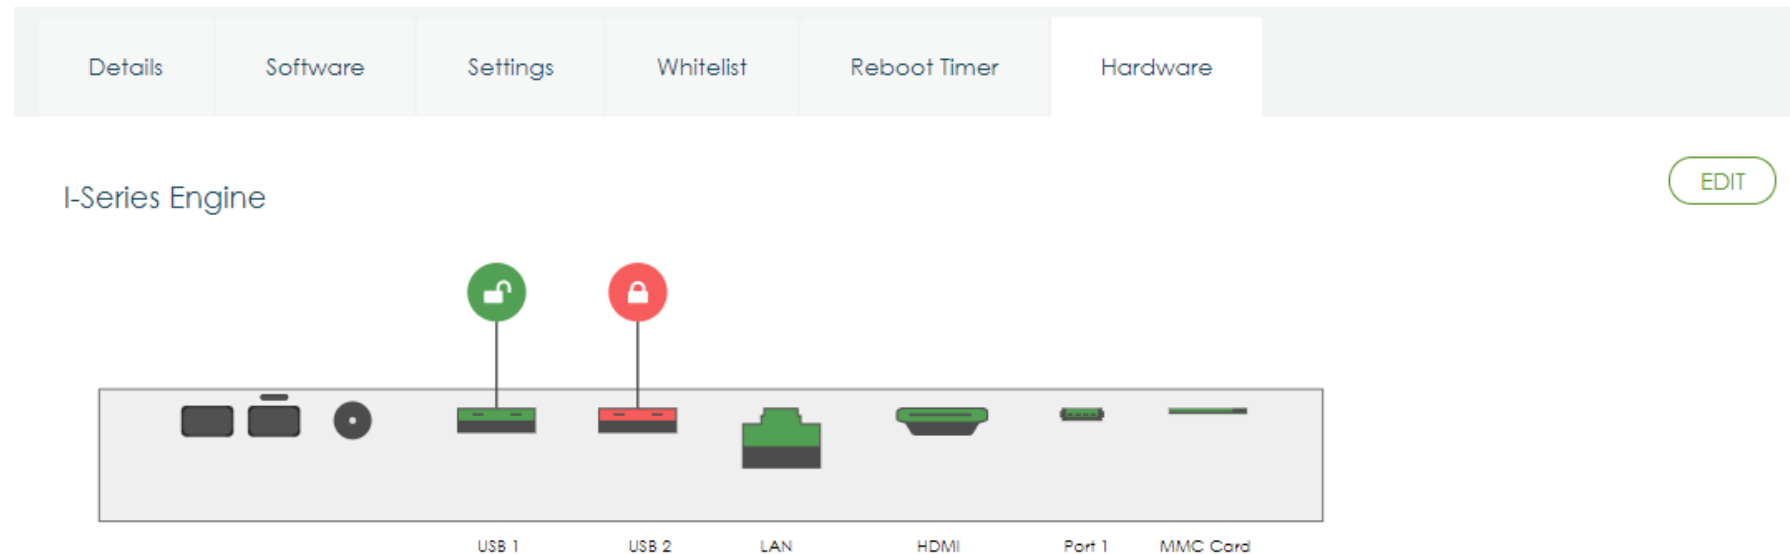 Details Software Settings Whitelist Reboot Timer Hardware
I-Series Engine EDIT
USB 1 USB 2 LAN HDMI Port 1 MMC Card